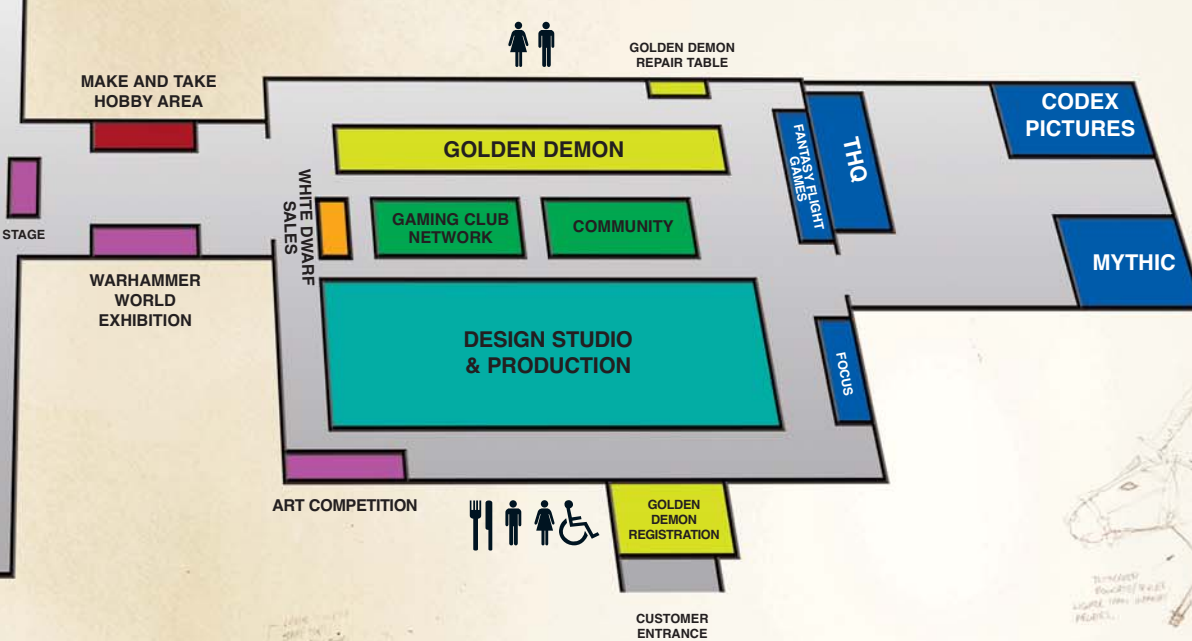 GOLDEN DEMON
REPAIR TABLE
MAKE AND TAKE
HOBBY AREA
CODEX
PICTURES
GOLDEN DEMON
FANTASY FLIGHT
GAMES
THQ
STAGE
WHITE DWARF
SALES
GAMING CLUB
NETWORK
COMMUNITY
MYTHIC
WARHAMMER
WORLD
EXHIBITION
DESIGN STUDIO
& PRODUCTION
FOCUS
ART COMPETITION
GOLDEN
DEMON
REGISTRATION
CUSTOMER
ENTRANCE